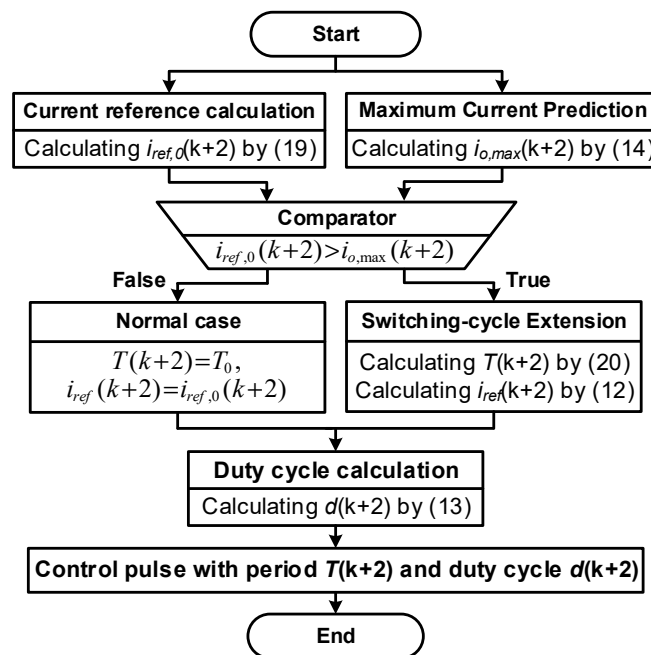 Start
Current reference calculation
Calculating i_ref,0(k+2) by (19)
Maximum Current Prediction
Calculating i_o,max(k+2) by (14)
Comparator
i_ref,0(k+2)>i_o,max(k+2)
False
True
Normal case
T(k+2)=T_0,
i_ref(k+2)=i_ref,0(k+2)
Switching-cycle Extension
Calculating T(k+2) by (20)
Calculating i_ref(k+2) by (12)
Duty cycle calculation
Calculating d(k+2) by (13)
Control pulse with period T(k+2) and duty cycle d(k+2)
End